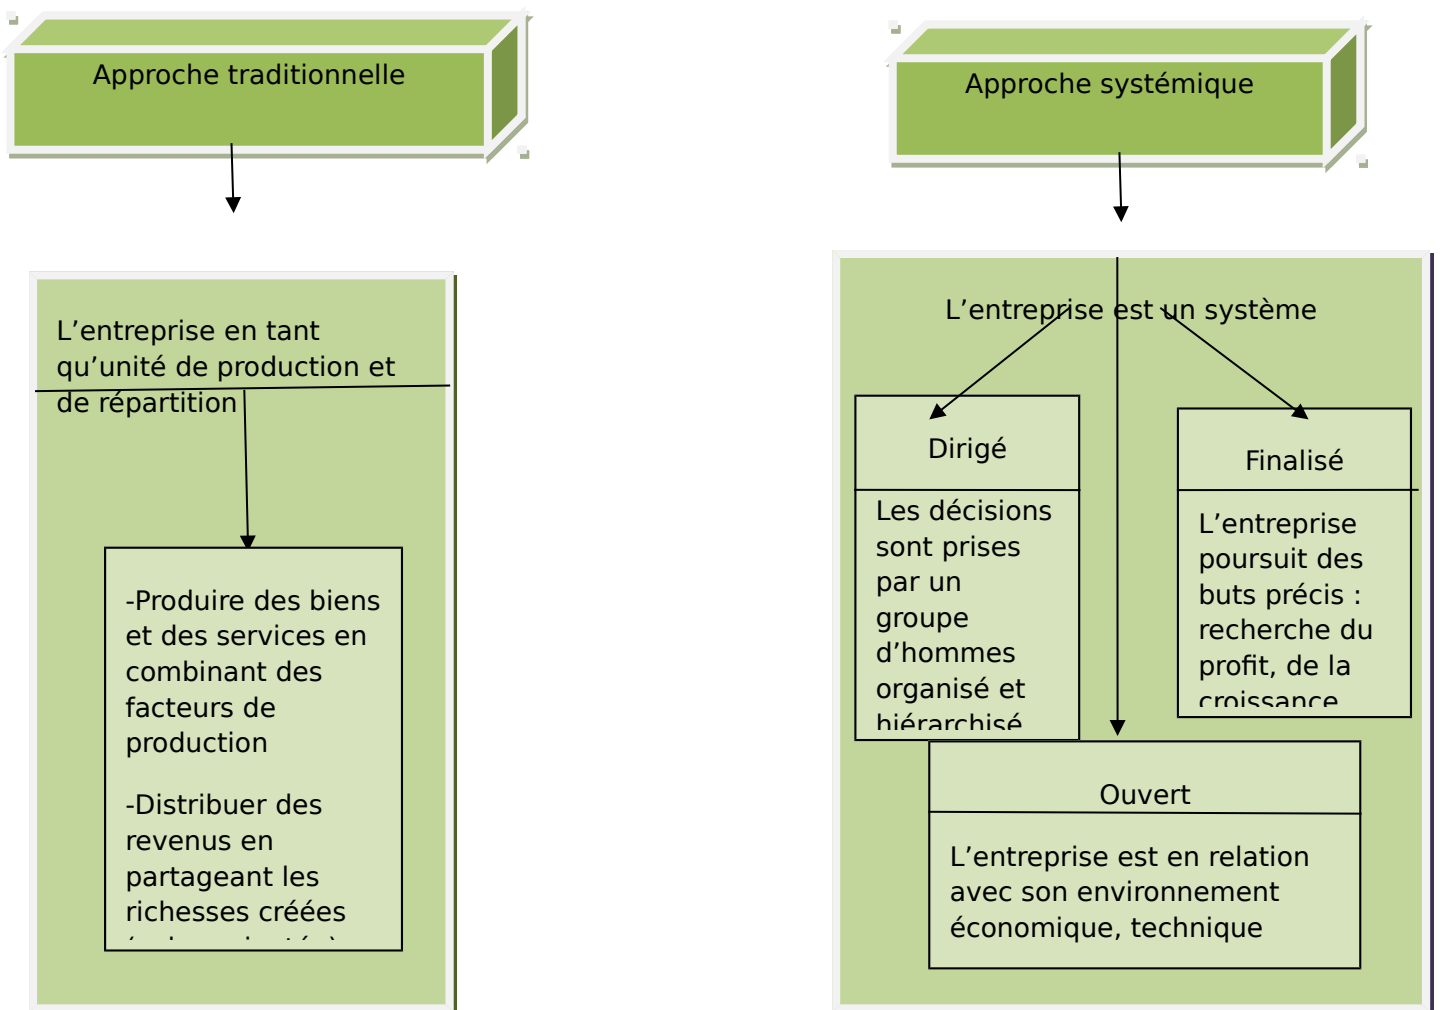 Approche traditionnelle
L’entreprise en tant
qu’unité de production et
de répartition
-Produire des biens
et des services en
combinant des
facteurs de
production
-Distribuer des
revenus en
partageant les
richesses créées
Approche systémique
L’entreprise est un système
Dirigé
Les décisions
sont prises
par un
groupe
d’hommes
organisé et
hiérarchisé
Finalisé
L’entreprise
poursuit des
buts précis :
recherche du
profit, de la
croissance
Ouvert
L’entreprise est en relation
avec son environnement
économique, technique